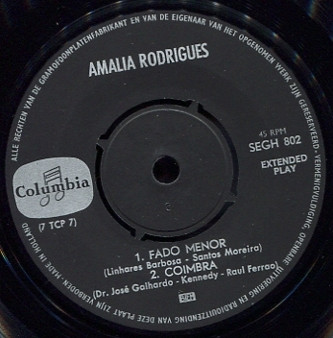 ALLE RECHTEN VAN DE GRAMOFOONPLATENFABRIKANT EN VAN DE EIGENAAR VAN HET OPGENOMEN WERK ZIJN GERESERVEERD · VERMENIGVULDIGING, OPENBARE UITVOERING EN RADIOUITZENDING VAN DEZE PLAAT ZIJN VERBODEN MADE IN HOLLAND
AMALIA RODRIGUES
45 RPM
SEGH 802
EXTENDED
PLAY
Columbia
(7 TCP 7)
1. FADO MENOR
(Linhares Barbosa - Santos Moreira)
2. COIMBRA
(Dr. José Galhardo - Kennedy - Raul Ferrao)